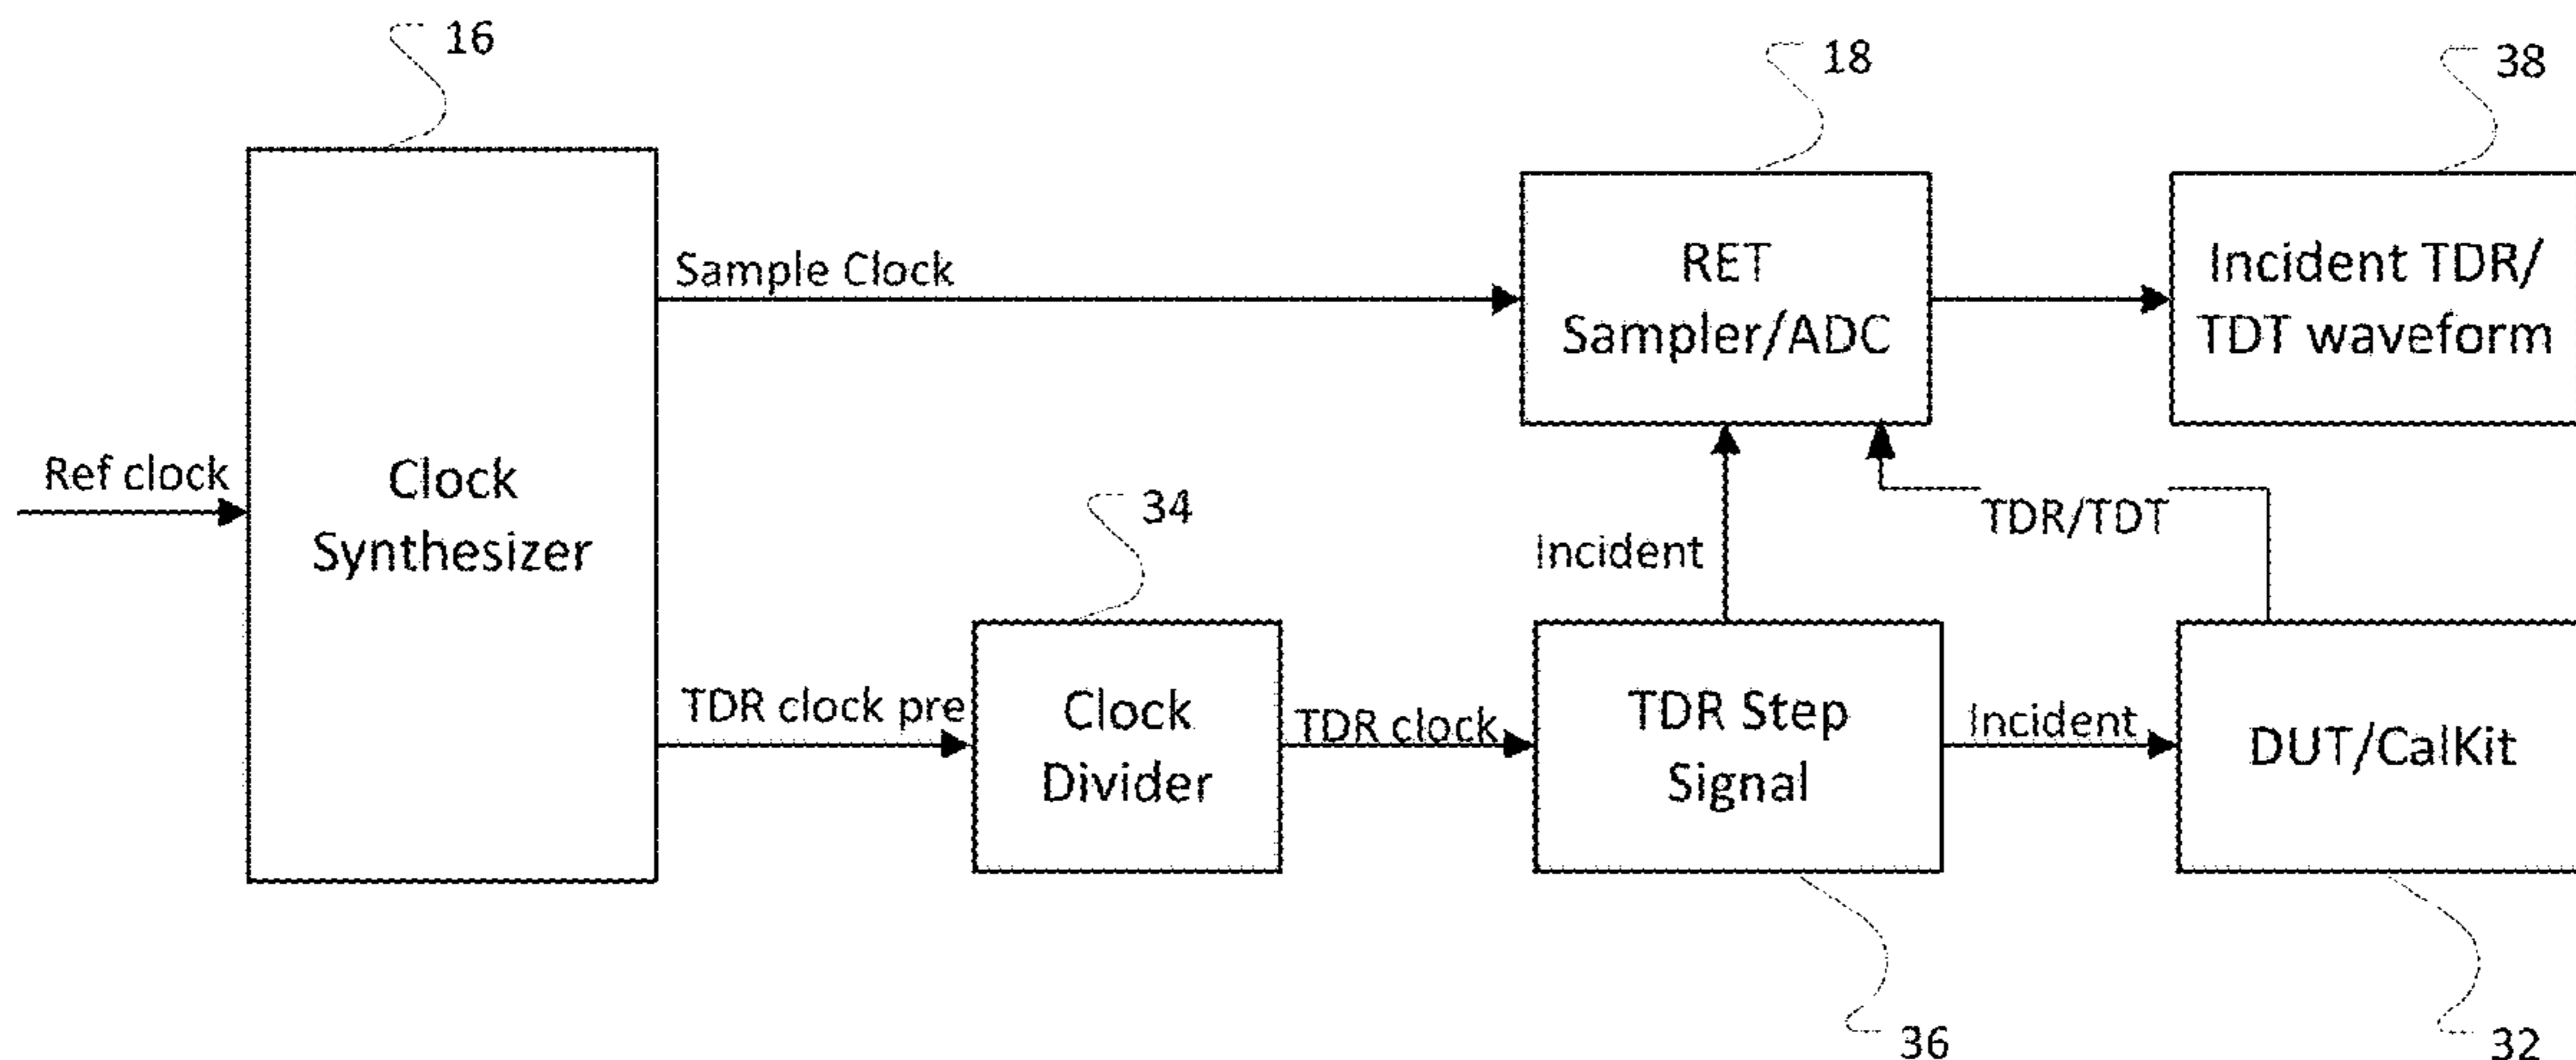 16
18
38
Sample Clock
RET
Sampler/ADC
Incident TDR/
TDT waveform
Ref clock
Clock
Synthesizer
34
Incident
TDR/TDT
TDR clock pre
Clock
Divider
TDR clock
TDR Step
Signal
Incident
DUT/CalKit
36
32